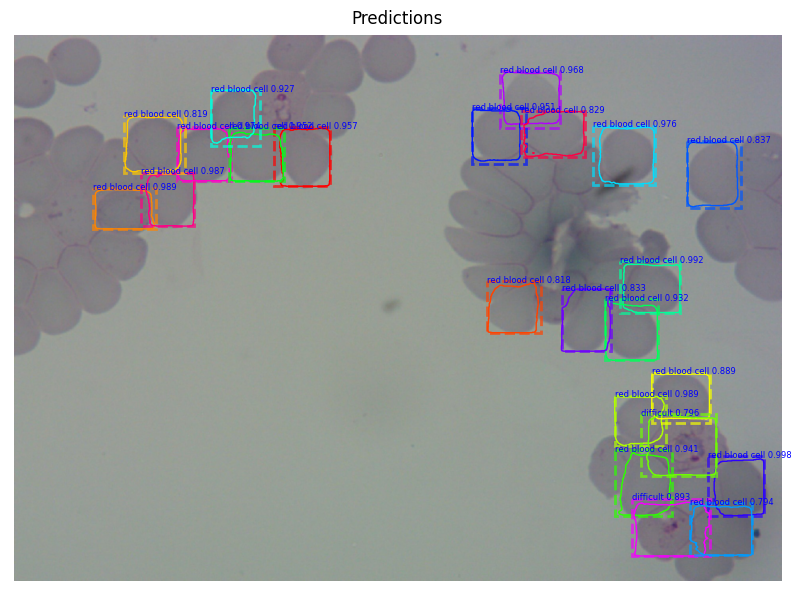 Predictions
red blood cell 0.968
red blood cell 0.927
red blood cell 0.951
red blood cell 0.829
red blood cell 0.819
red blood cell 0.976
red blood cell 0.957
red blood cell 0.837
red blood cell 0.987
red blood cell 0.989
red blood cell 0.992
red blood cell 0.818
red blood cell 0.833
red blood cell 0.932
red blood cell 0.889
red blood cell 0.989
difficult 0.796
red blood cell 0.941
red blood cell 0.998
difficult 0.893
red blood cell 0.794